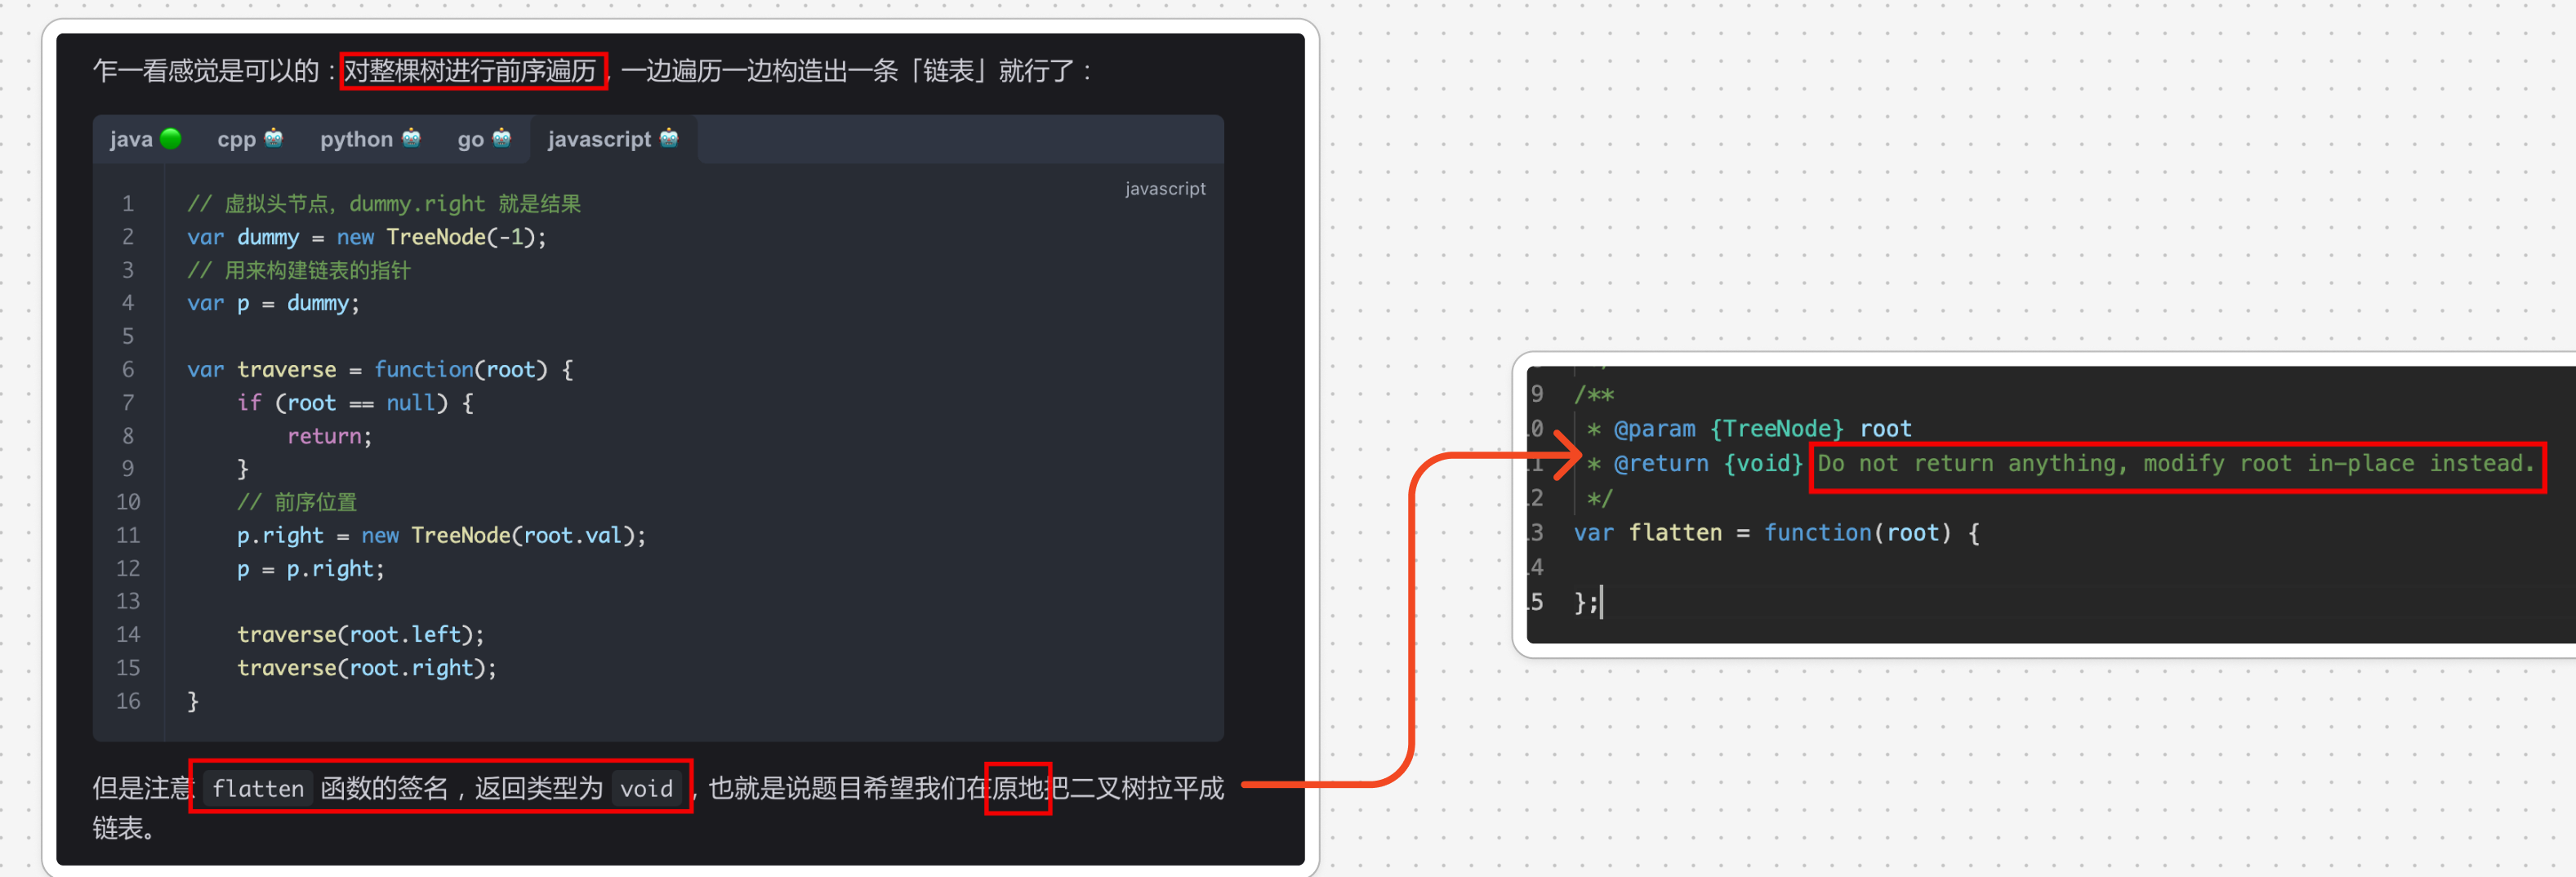 乍一看感觉是可以的：对整棵树进行前序遍历，一边遍历一边构造出一条「链表」就行了：
java cpp python go javascript
javascript
1 // 虚拟头节点，dummy.right 就是结果
2 var dummy = new TreeNode(-1);
3 // 用来构建链表的指针
4 var p = dummy;
5
6 var traverse = function(root) {
7 if (root == null) {
8 return;
9 }
10 // 前序位置
11 p.right = new TreeNode(root.val);
12 p = p.right;
13
14 traverse(root.left);
15 traverse(root.right);
16 }
但是注意 flatten 函数的签名，返回类型为 void，也就是说题目希望我们在原地把二叉树拉平成
链表。
9 /**
0 * @param {TreeNode} root
1 * @return {void} Do not return anything, modify root in-place instead.
2 */
3 var flatten = function(root) {
4
5 };